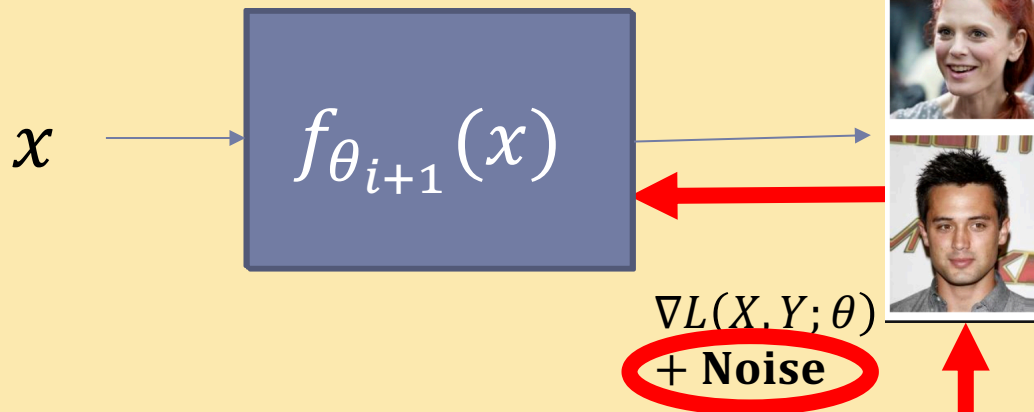 x
f_{θ_{i+1}}(x)
∇L(X,Y;θ)
+ Noise